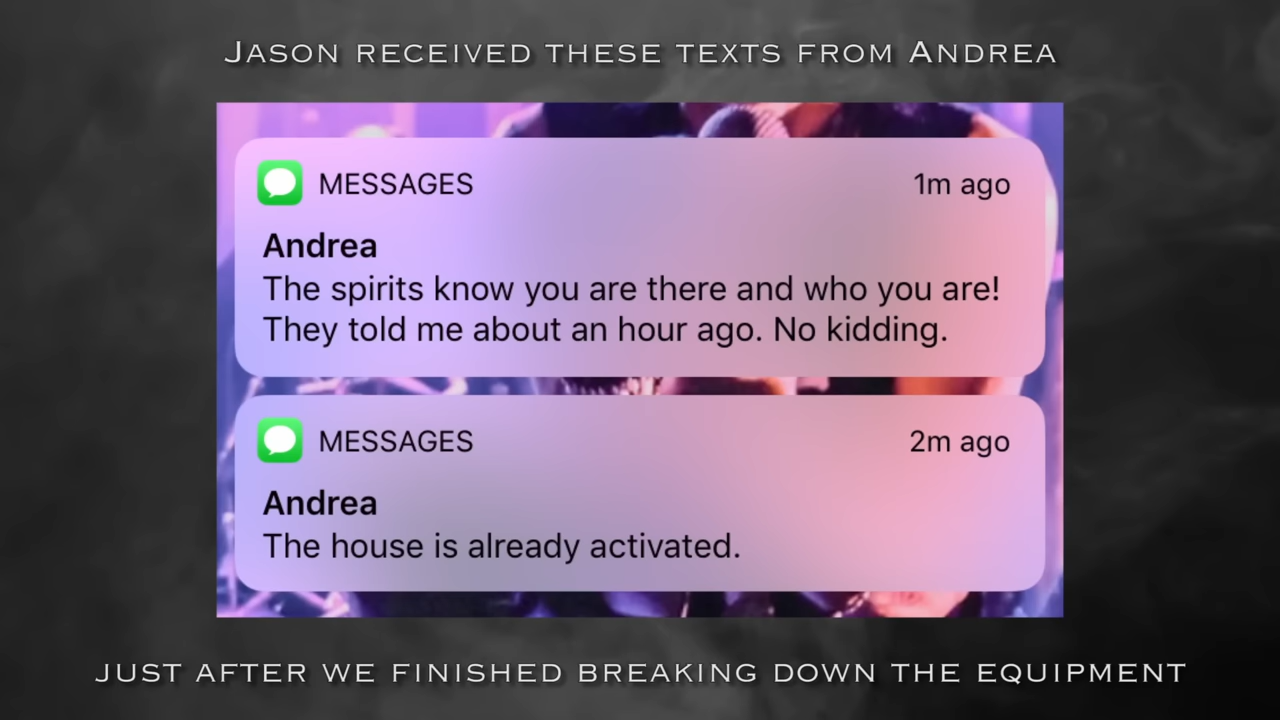 Jason received these texts from Andrea
MESSAGES 1m ago
Andrea
The spirits know you are there and who you are!
They told me about an hour ago. No kidding.
MESSAGES 2m ago
Andrea
The house is already activated.
just after we finished breaking down the equipment